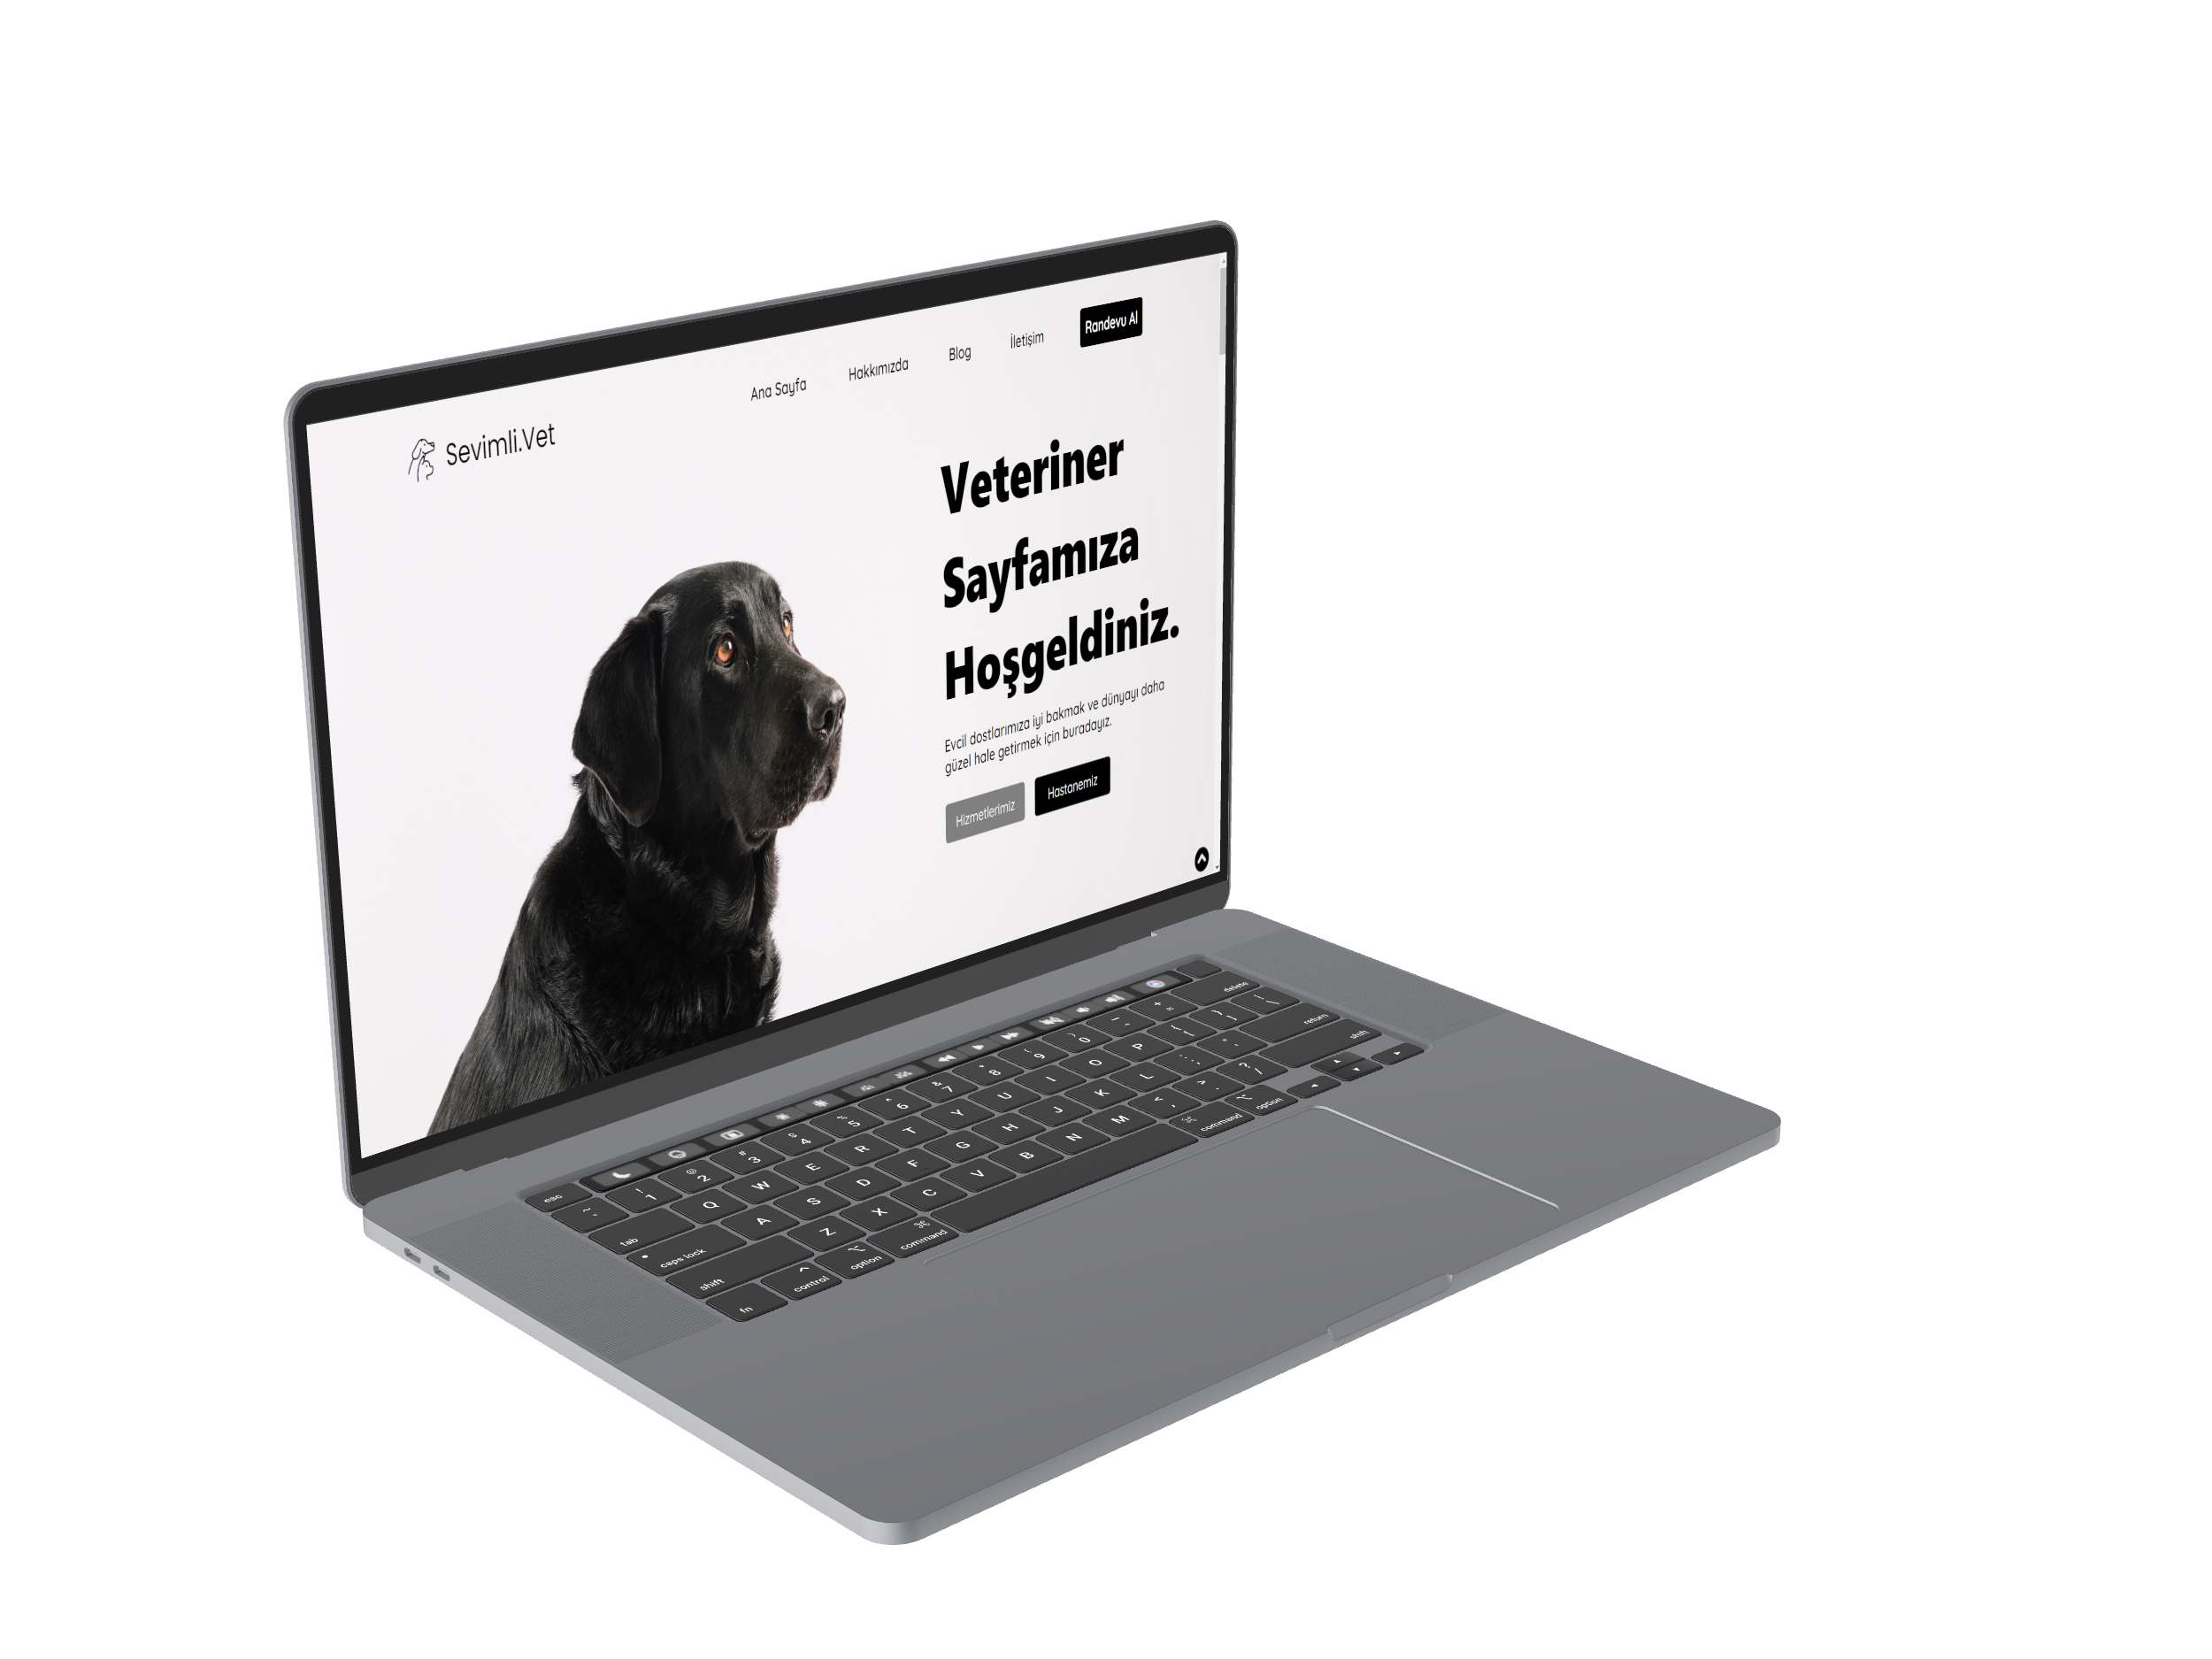 Sevimli.Vet
Ana Sayfa
Hakkımızda
Blog
İletişim
Randevu Al
Veteriner
Sayfamıza
Hoşgeldiniz.
Evcil dostlarımıza iyi bakmak ve dünyayı daha
güzel hale getirmek için buradayız.
Hizmetlerimiz
Hastanemiz
esc
~
! 1 @ 2 # 3 $ 4 % 5 ^ 6 & 7 * 8 ( 9 ) 0 - + = delete
tab Q W E R T Y U I O P { [ } ] | \
caps lock A S D F G H J K L : ; return
shift Z X C V B N M < , > . ? / shift
fn control option command command option